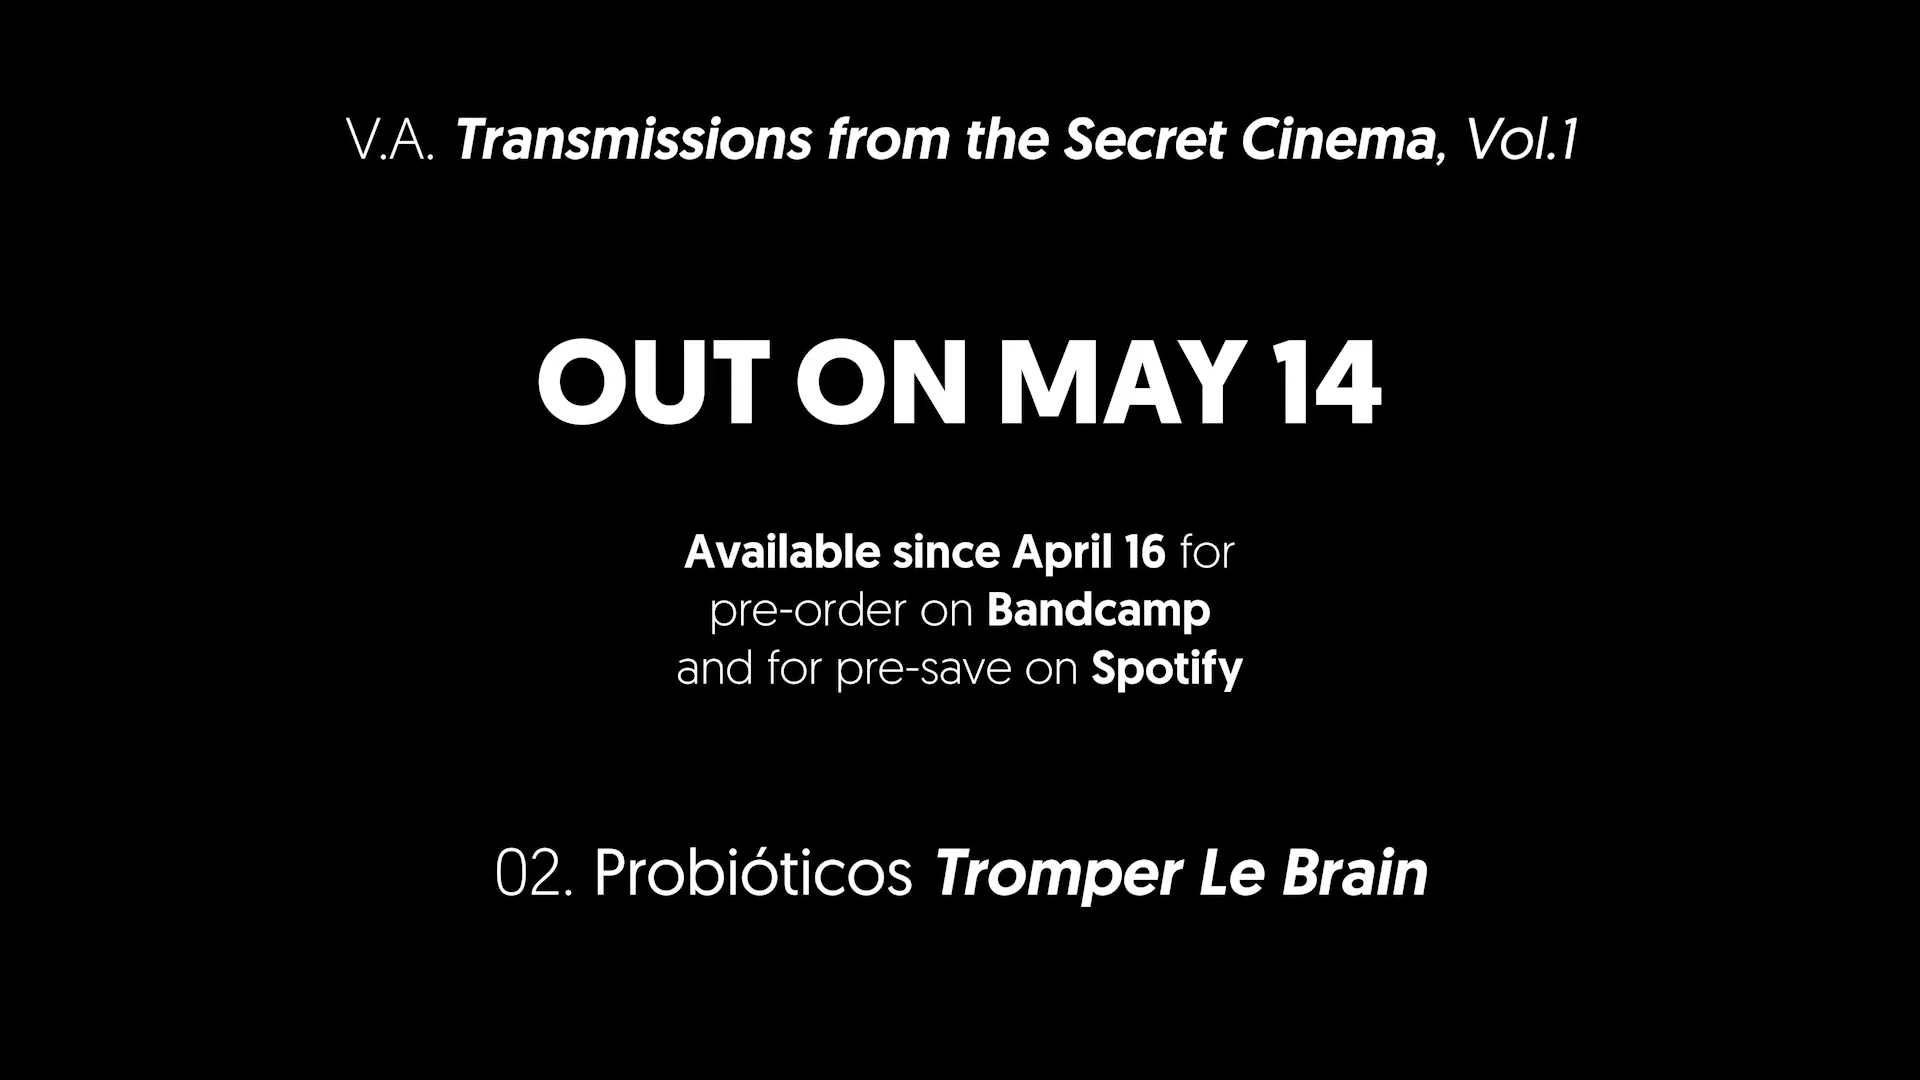 V.A. Transmissions from the Secret Cinema, Vol.1
OUT ON MAY 14
Available since April 16 for
pre-order on Bandcamp
and for pre-save on Spotify
02. Probióticos Tromper Le Brain